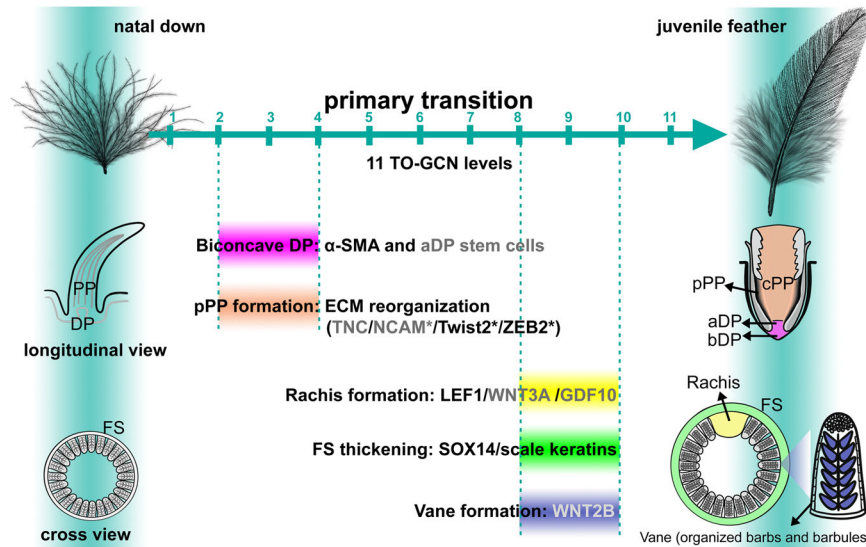 natal down
juvenile feather
primary transition
1 2 3 4 5 6 7 8 9 10 11
11 TO-GCN levels
Biconcave DP: α-SMA and aDP stem cells
pPP formation: ECM reorganization
(TNC/NCAM*/Twist2*/ZEB2*)
PP
DP
longitudinal view
pPP
cPP
aDP
bDP
Rachis formation: LEF1/WNT3A /GDF10
FS thickening: SOX14/scale keratins
Vane formation: WNT2B
FS
cross view
Rachis
FS
Vane (organized barbs and barbules